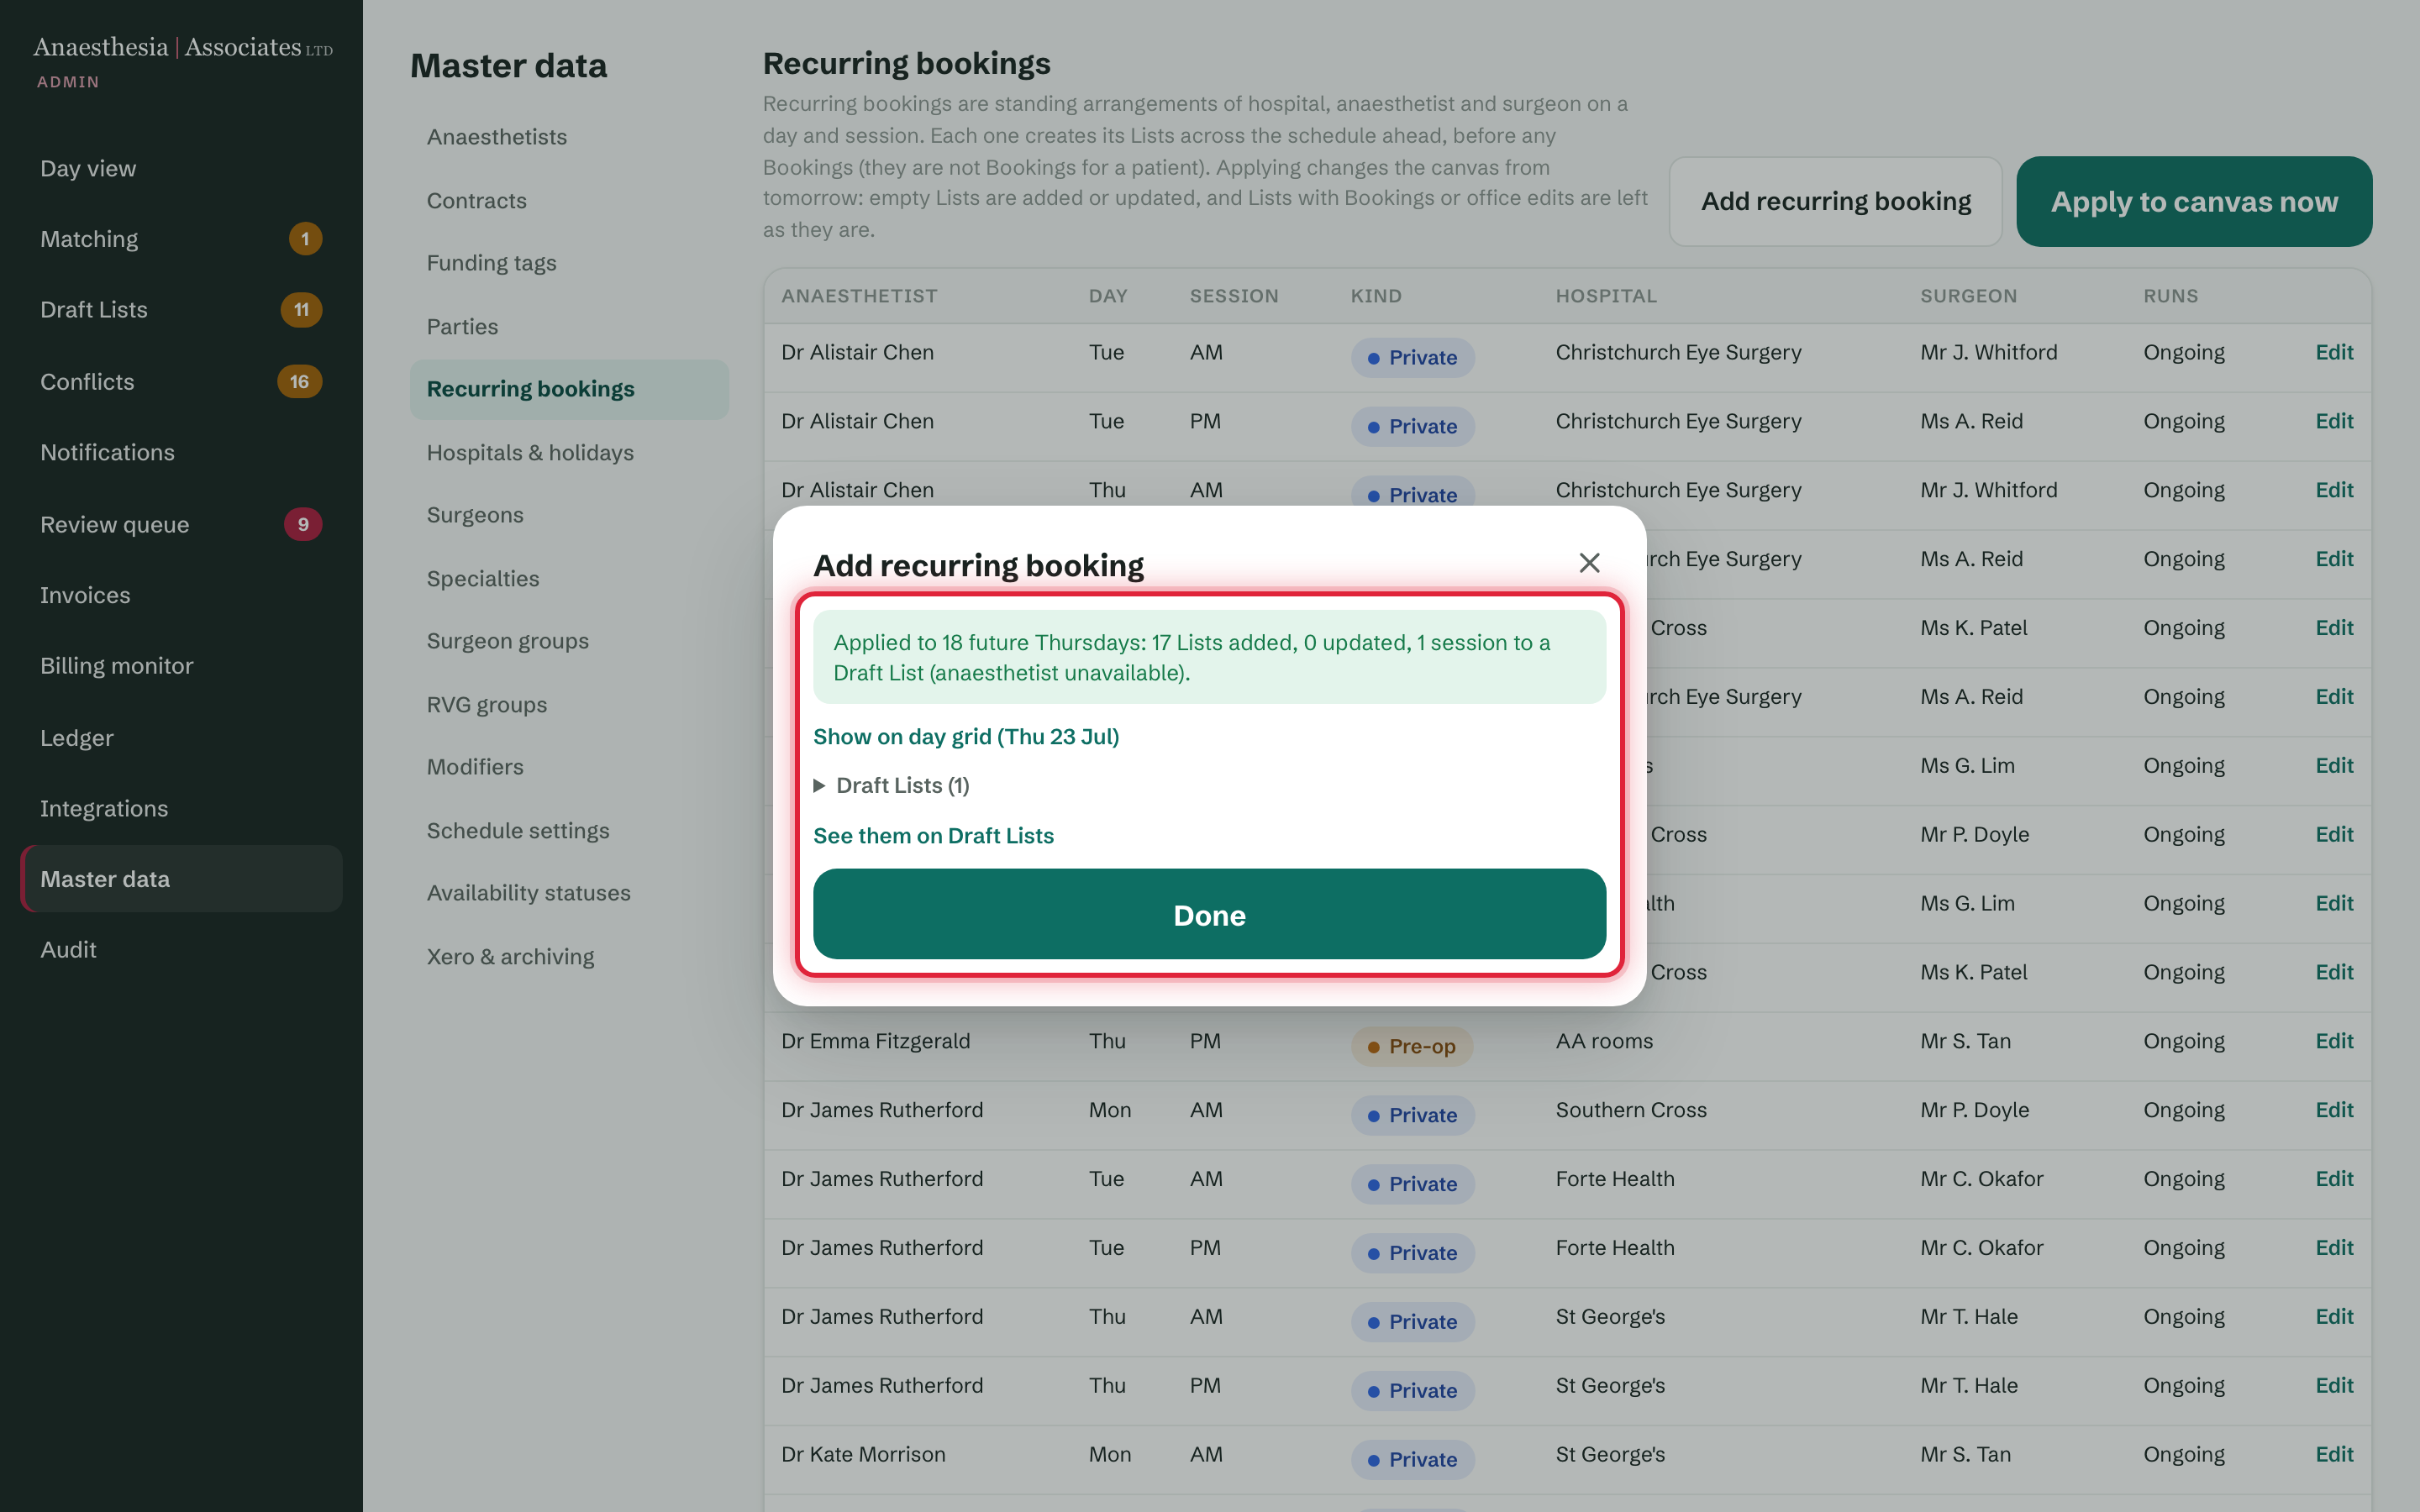 Anaesthesia | Associates LTD
ADMIN
Day view
Matching 1
Draft Lists 11
Conflicts 16
Notifications
Review queue 9
Invoices
Billing monitor
Ledger
Integrations
Master data
Audit
Master data
Anaesthetists
Contracts
Funding tags
Parties
Recurring bookings
Hospitals & holidays
Surgeons
Specialties
Surgeon groups
RVG groups
Modifiers
Schedule settings
Availability statuses
Xero & archiving
Recurring bookings
Recurring bookings are standing arrangements of hospital, anaesthetist and surgeon on a
day and session. Each one creates its Lists across the schedule ahead, before any
Bookings (they are not Bookings for a patient). Applying changes the canvas from
tomorrow: empty Lists are added or updated, and Lists with Bookings or office edits are left
as they are.
Add recurring booking
Apply to canvas now
ANAESTHETIST DAY SESSION KIND HOSPITAL SURGEON RUNS
Dr Alistair Chen Tue AM Private Christchurch Eye Surgery Mr J. Whitford Ongoing Edit
Dr Alistair Chen Tue PM Private Christchurch Eye Surgery Ms A. Reid Ongoing Edit
Dr Alistair Chen Thu AM Private Christchurch Eye Surgery Mr J. Whitford Ongoing Edit
Eye Surgery Ms A. Reid Ongoing Edit
Cross Ms K. Patel Ongoing Edit
Eye Surgery Ms A. Reid Ongoing Edit
Ms G. Lim Ongoing Edit
Cross Mr P. Doyle Ongoing Edit
Ms G. Lim Ongoing Edit
Cross Ms K. Patel Ongoing Edit
Add recurring booking
Applied to 18 future Thursdays: 17 Lists added, 0 updated, 1 session to a
Draft List (anaesthetist unavailable).
Show on day grid (Thu 23 Jul)
Draft Lists (1)
See them on Draft Lists
Done
Dr Emma Fitzgerald Thu PM Pre-op AA rooms Mr S. Tan Ongoing Edit
Dr James Rutherford Mon AM Private Southern Cross Mr P. Doyle Ongoing Edit
Dr James Rutherford Tue AM Private Forte Health Mr C. Okafor Ongoing Edit
Dr James Rutherford Tue PM Private Forte Health Mr C. Okafor Ongoing Edit
Dr James Rutherford Thu AM Private St George's Mr T. Hale Ongoing Edit
Dr James Rutherford Thu PM Private St George's Mr T. Hale Ongoing Edit
Dr Kate Morrison Mon AM Private St George's Mr S. Tan Ongoing Edit